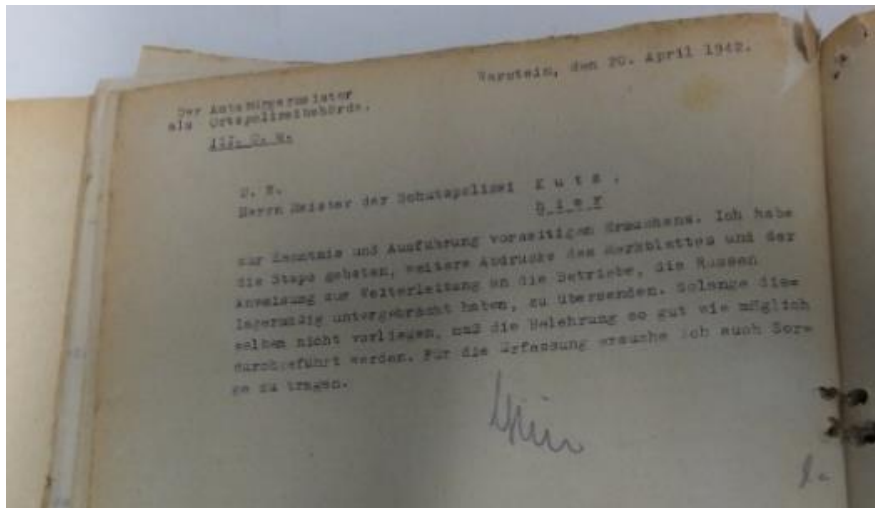 Warstein, den 20. April 1942.
Der Amtsbürgermeister
als Ortspolizeibehörde.
U.
Herrn Meister der Schutzpolizei K u t z ,
h i e r
zur Kenntnis und Ausführung vorseitigen Ersuchens. Ich habe
die Stapo gebeten, weitere Abdrucke des Merkblattes und der
Anweisung zur Weiterleitung an die Betriebe, die Russen
lagermäßig untergebracht haben, zu übersenden. Solange die=
selben nicht vorliegen, muß die Belehrung so gut wie möglich
durchgeführt werden. Für die Erfassung ersuche ich auch Sor=
ge zu tragen.